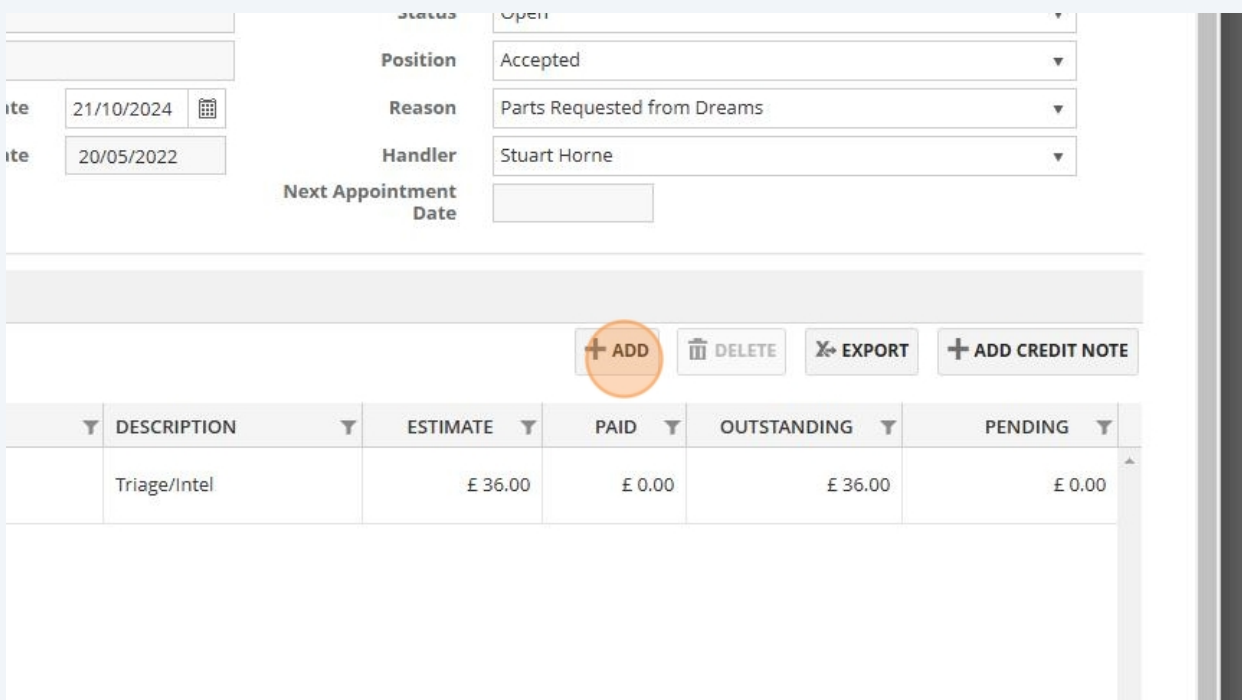 Status Open
Position Accepted
21/10/2024 Reason Parts Requested from Dreams
20/05/2022 Handler Stuart Horne
Next Appointment
Date
ADD DELETE EXPORT ADD CREDIT NOTE
DESCRIPTION ESTIMATE PAID OUTSTANDING PENDING
Triage/Intel £ 36.00 £ 0.00 £ 36.00 £ 0.00